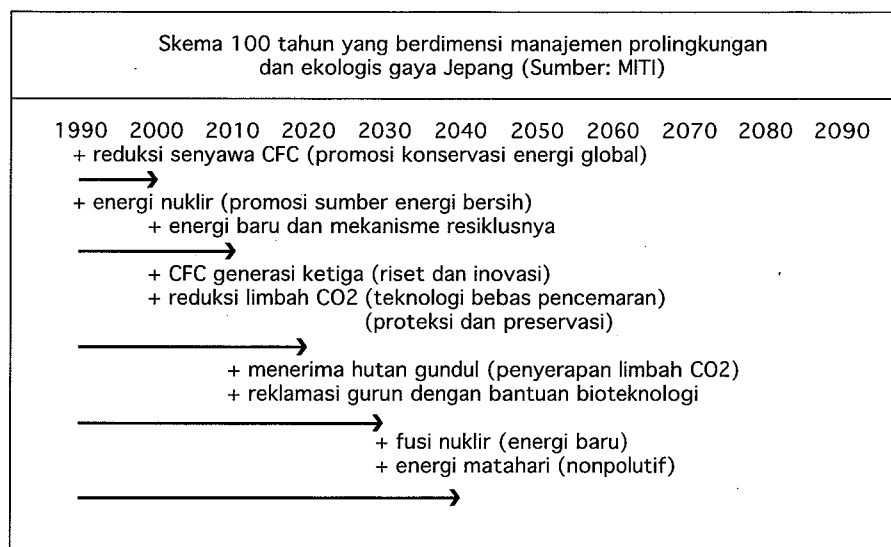 Skema 100 tahun yang berdimensi manajemen prolingkungan
dan ekologis gaya Jepang (Sumber: MITI)
1990 2000 2010 2020 2030 2040 2050 2060 2070 2080 2090
+ reduksi senyawa CFC (promosi konservasi energi global)
+ energi nuklir (promosi sumber energi bersih)
+ energi baru dan mekanisme resiklusnya
+ CFC generasi ketiga (riset dan inovasi)
+ reduksi limbah CO2 (teknologi bebas pencemaran)
(proteksi dan preservasi)
+ menerima hutan gundul (penyerapan limbah CO2)
+ reklamasi gurun dengan bantuan bioteknologi
+ fusi nuklir (energi baru)
+ energi matahari (nonpolutif)